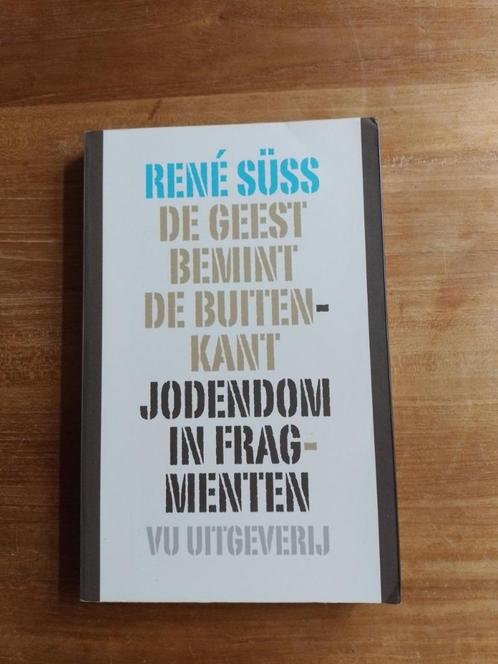 RENÉ SÜSS
DE GEEST
BEMINT
DE BUITEN-
KANT
JODENDOM
IN FRAG-
MENTEN
VU UITGEVERIJ